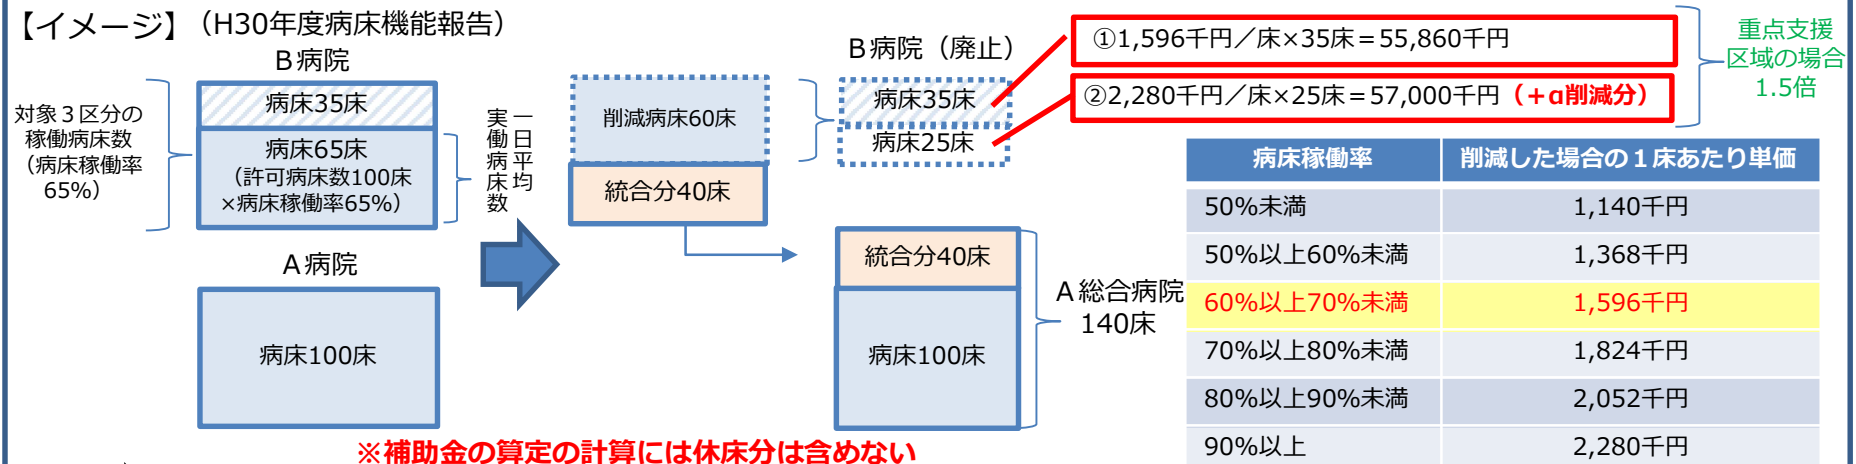 【イメージ】（H30年度病床機能報告）
B病院
対象３区分の
稼働病床数
（病床稼働率
65%）
病床35床
病床65床
（許可病床数100床
×病床稼働率65%）
一日平均
実働病床数
A病院
病床100床
削減病床60床
統合分40床
B病院（廃止）
病床35床
病床25床
統合分40床
病床100床
A総合病院
140床
①1,596千円／床×35床＝55,860千円
②2,280千円／床×25床＝57,000千円（＋α削減分）
重点支援
区域の場合
1.5倍
病床稼働率 削減した場合の１床あたり単価
50%未満 1,140千円
50%以上60%未満 1,368千円
60%以上70%未満 1,596千円
70%以上80%未満 1,824千円
80%以上90%未満 2,052千円
90%以上 2,280千円
※補助金の算定の計算には休床分は含めない